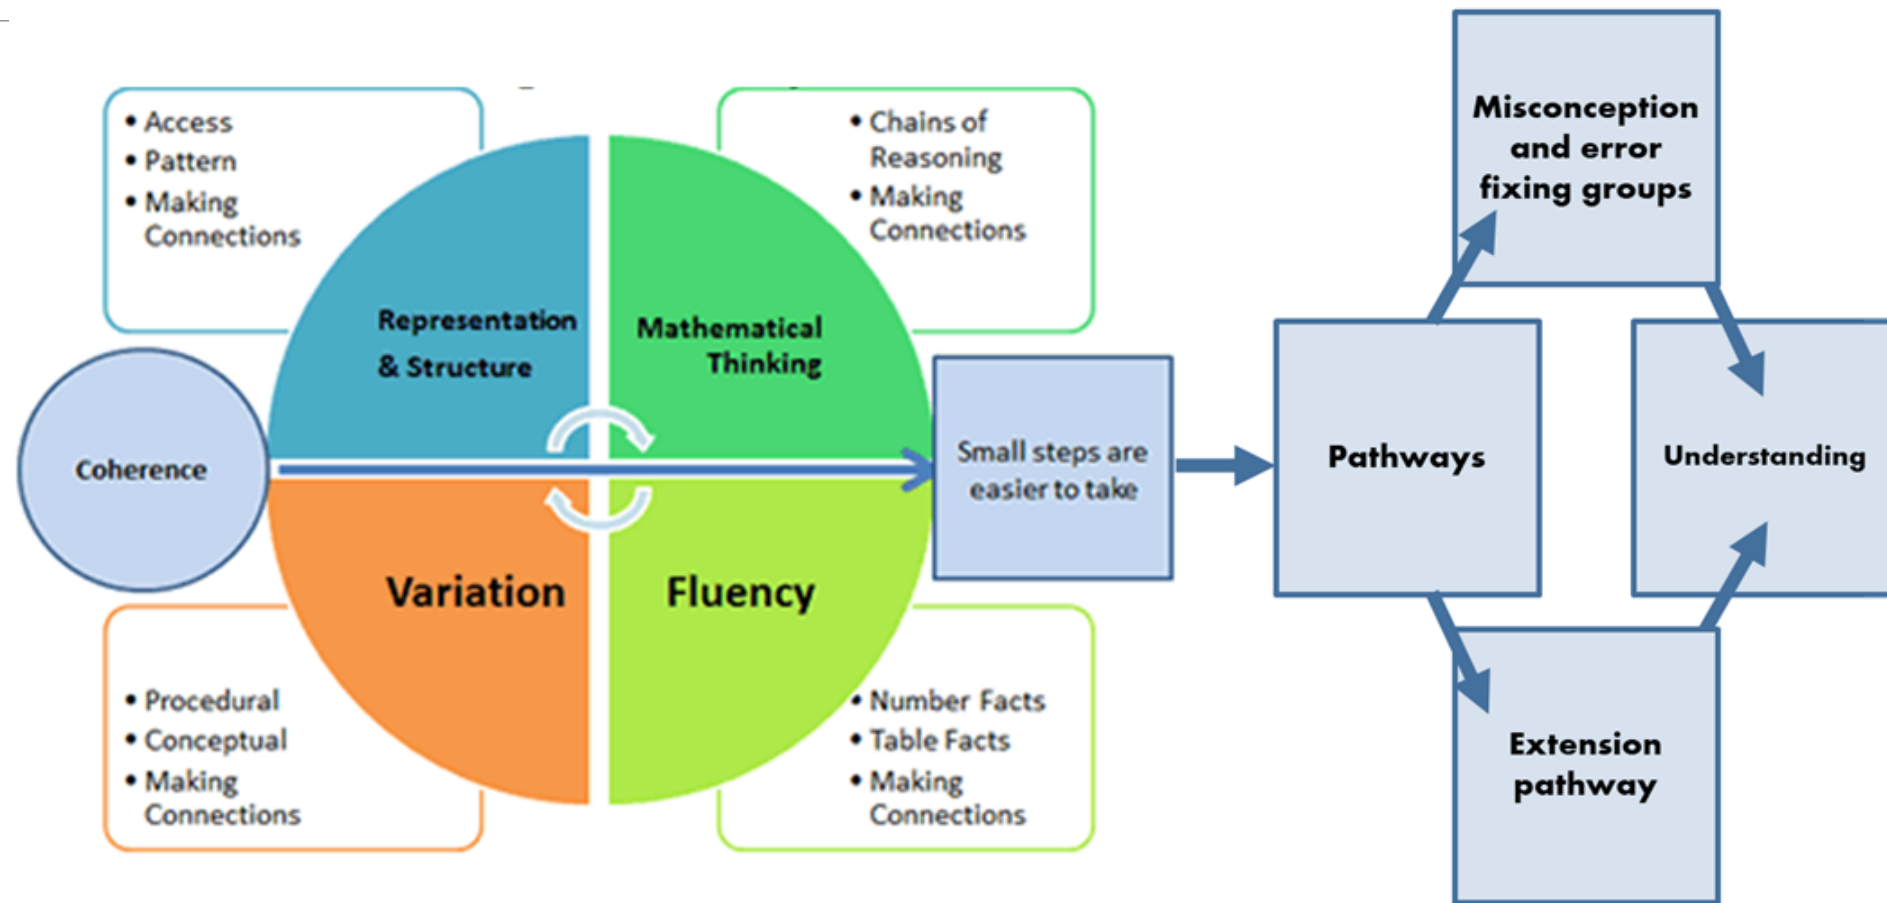 • Access
• Pattern
• Making
Connections
• Chains of
Reasoning
• Making
Connections
Representation
& Structure
Mathematical
Thinking
Coherence
Variation
Fluency
• Procedural
• Conceptual
• Making
Connections
• Number Facts
• Table Facts
• Making
Connections
Small steps are
easier to take
Pathways
Misconception
and error
fixing groups
Extension
pathway
Understanding